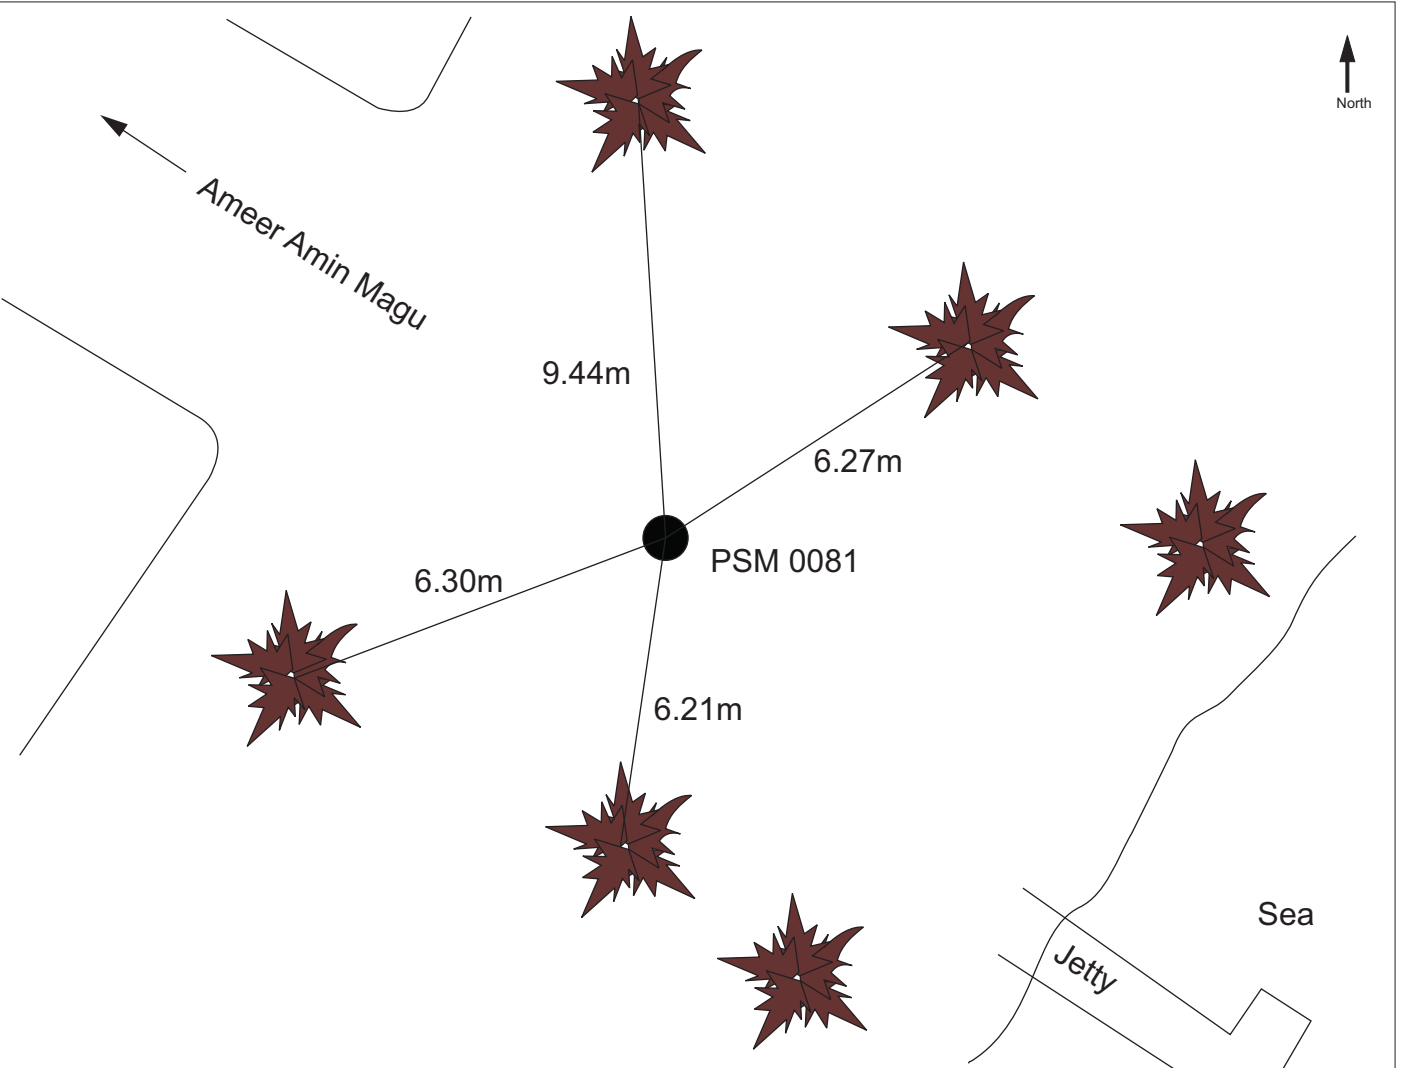 North
Ameer Amin Magu
9.44m
6.27m
PSM 0081
6.30m
6.21m
Sea
Jetty